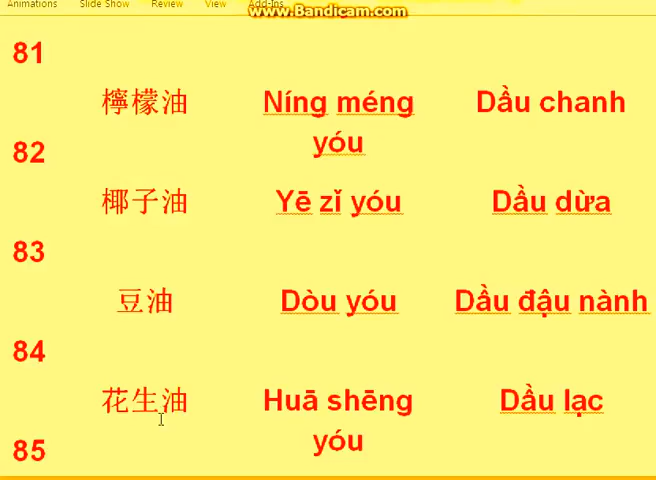 Animations Slide Show Review View Add-Ins
www.Bandicam.com
81
檸檬油 Níng méng yóu Dầu chanh
82
椰子油 Yē zǐ yóu Dầu dừa
83
豆油 Dòu yóu Dầu đậu nành
84
花生油 Huā shēng yóu Dầu lạc
85